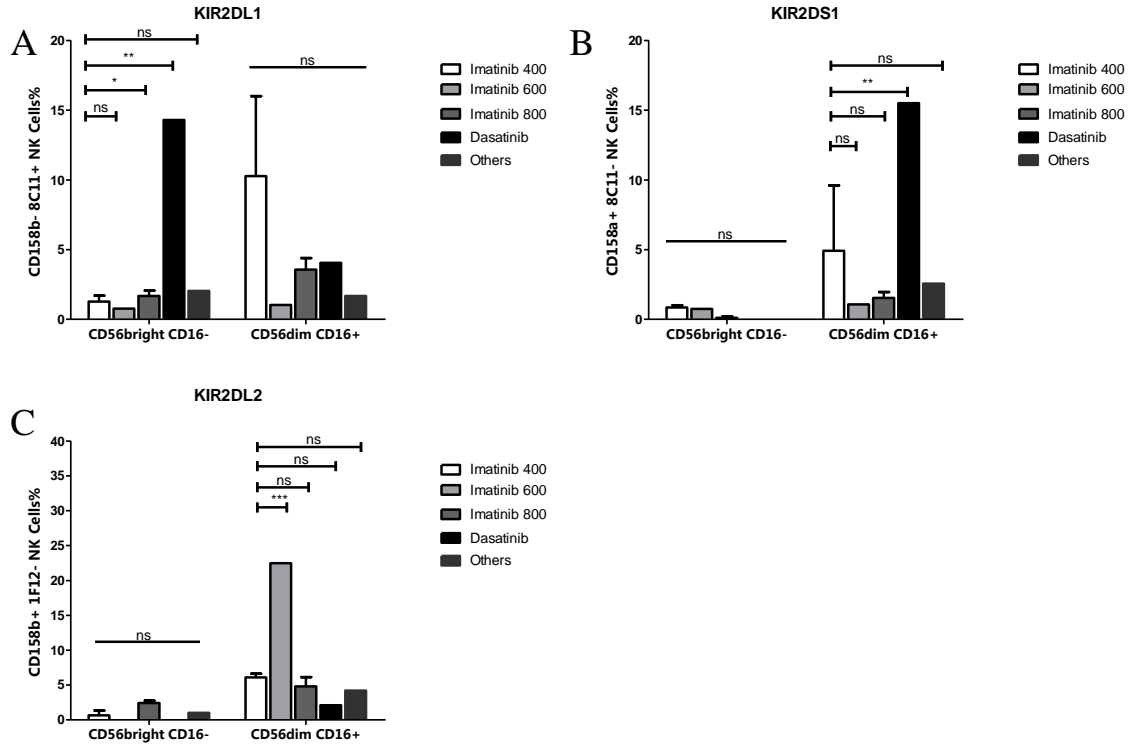 KIR2DL1
A
CD158b- 8C11+ NK Cells%
20
15
10
5
0
ns
**
*
ns
ns
CD56bright CD16-
CD56dim CD16+
Imatinib 400
Imatinib 600
Imatinib 800
Dasatinib
Others
KIR2DS1
B
CD158a+ 8C11- NK Cells%
20
15
10
5
0
ns
ns
**
ns
ns
CD56bright CD16-
CD56dim CD16+
Imatinib 400
Imatinib 600
Imatinib 800
Dasatinib
Others
KIR2DL2
C
CD158b+ 1F12- NK Cells%
40
35
30
25
20
15
10
5
0
ns
ns
ns
ns
***
CD56bright CD16-
CD56dim CD16+
Imatinib 400
Imatinib 600
Imatinib 800
Dasatinib
Others